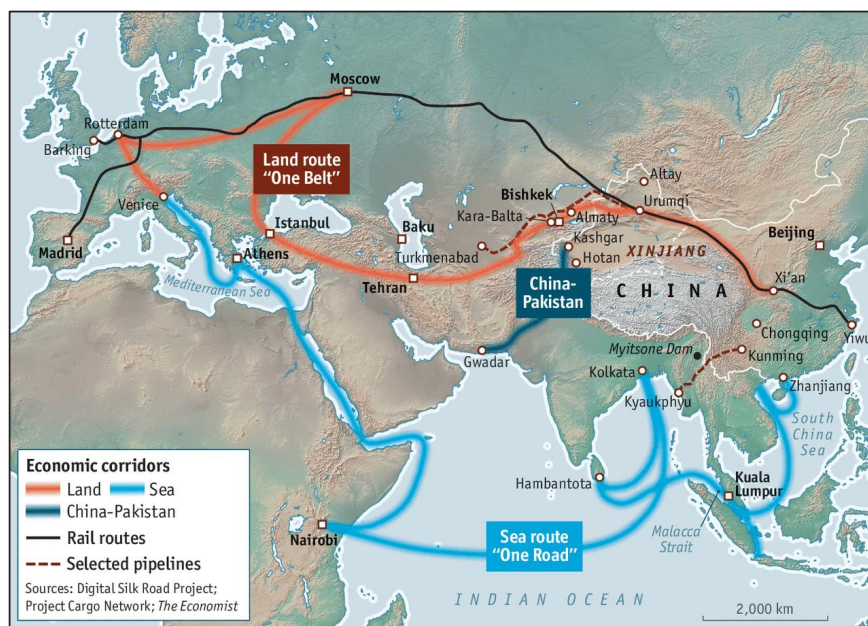 Moscow
Rotterdam
Barking
Land route
"One Belt"
Altay
Bishkek
Urumqi
Venice
Kara-Balta
Almaty
Istanbul
Baku
Kashgar
Beijing
Madrid
Athens
Turkmenabad
Hotan
XINJIANG
Mediterranean Sea
Tehran
China-
Pakistan
CHINA
Xi'an
Chongqing
Yiwu
Gwadar
Myitsone Dam
Kunming
Kolkata
Zhanjiang
Kyaukphyu
SOUTH
CHINA
SEA
Economic corridors
Land
Sea
China-Pakistan
Rail routes
Selected pipelines
Sources: Digital Silk Road Project;
Project Cargo Network; The Economist
Hambantota
Kuala
Lumpur
Nairobi
Sea route
"One Road"
Malacca
Strait
INDIAN OCEAN
2,000 km